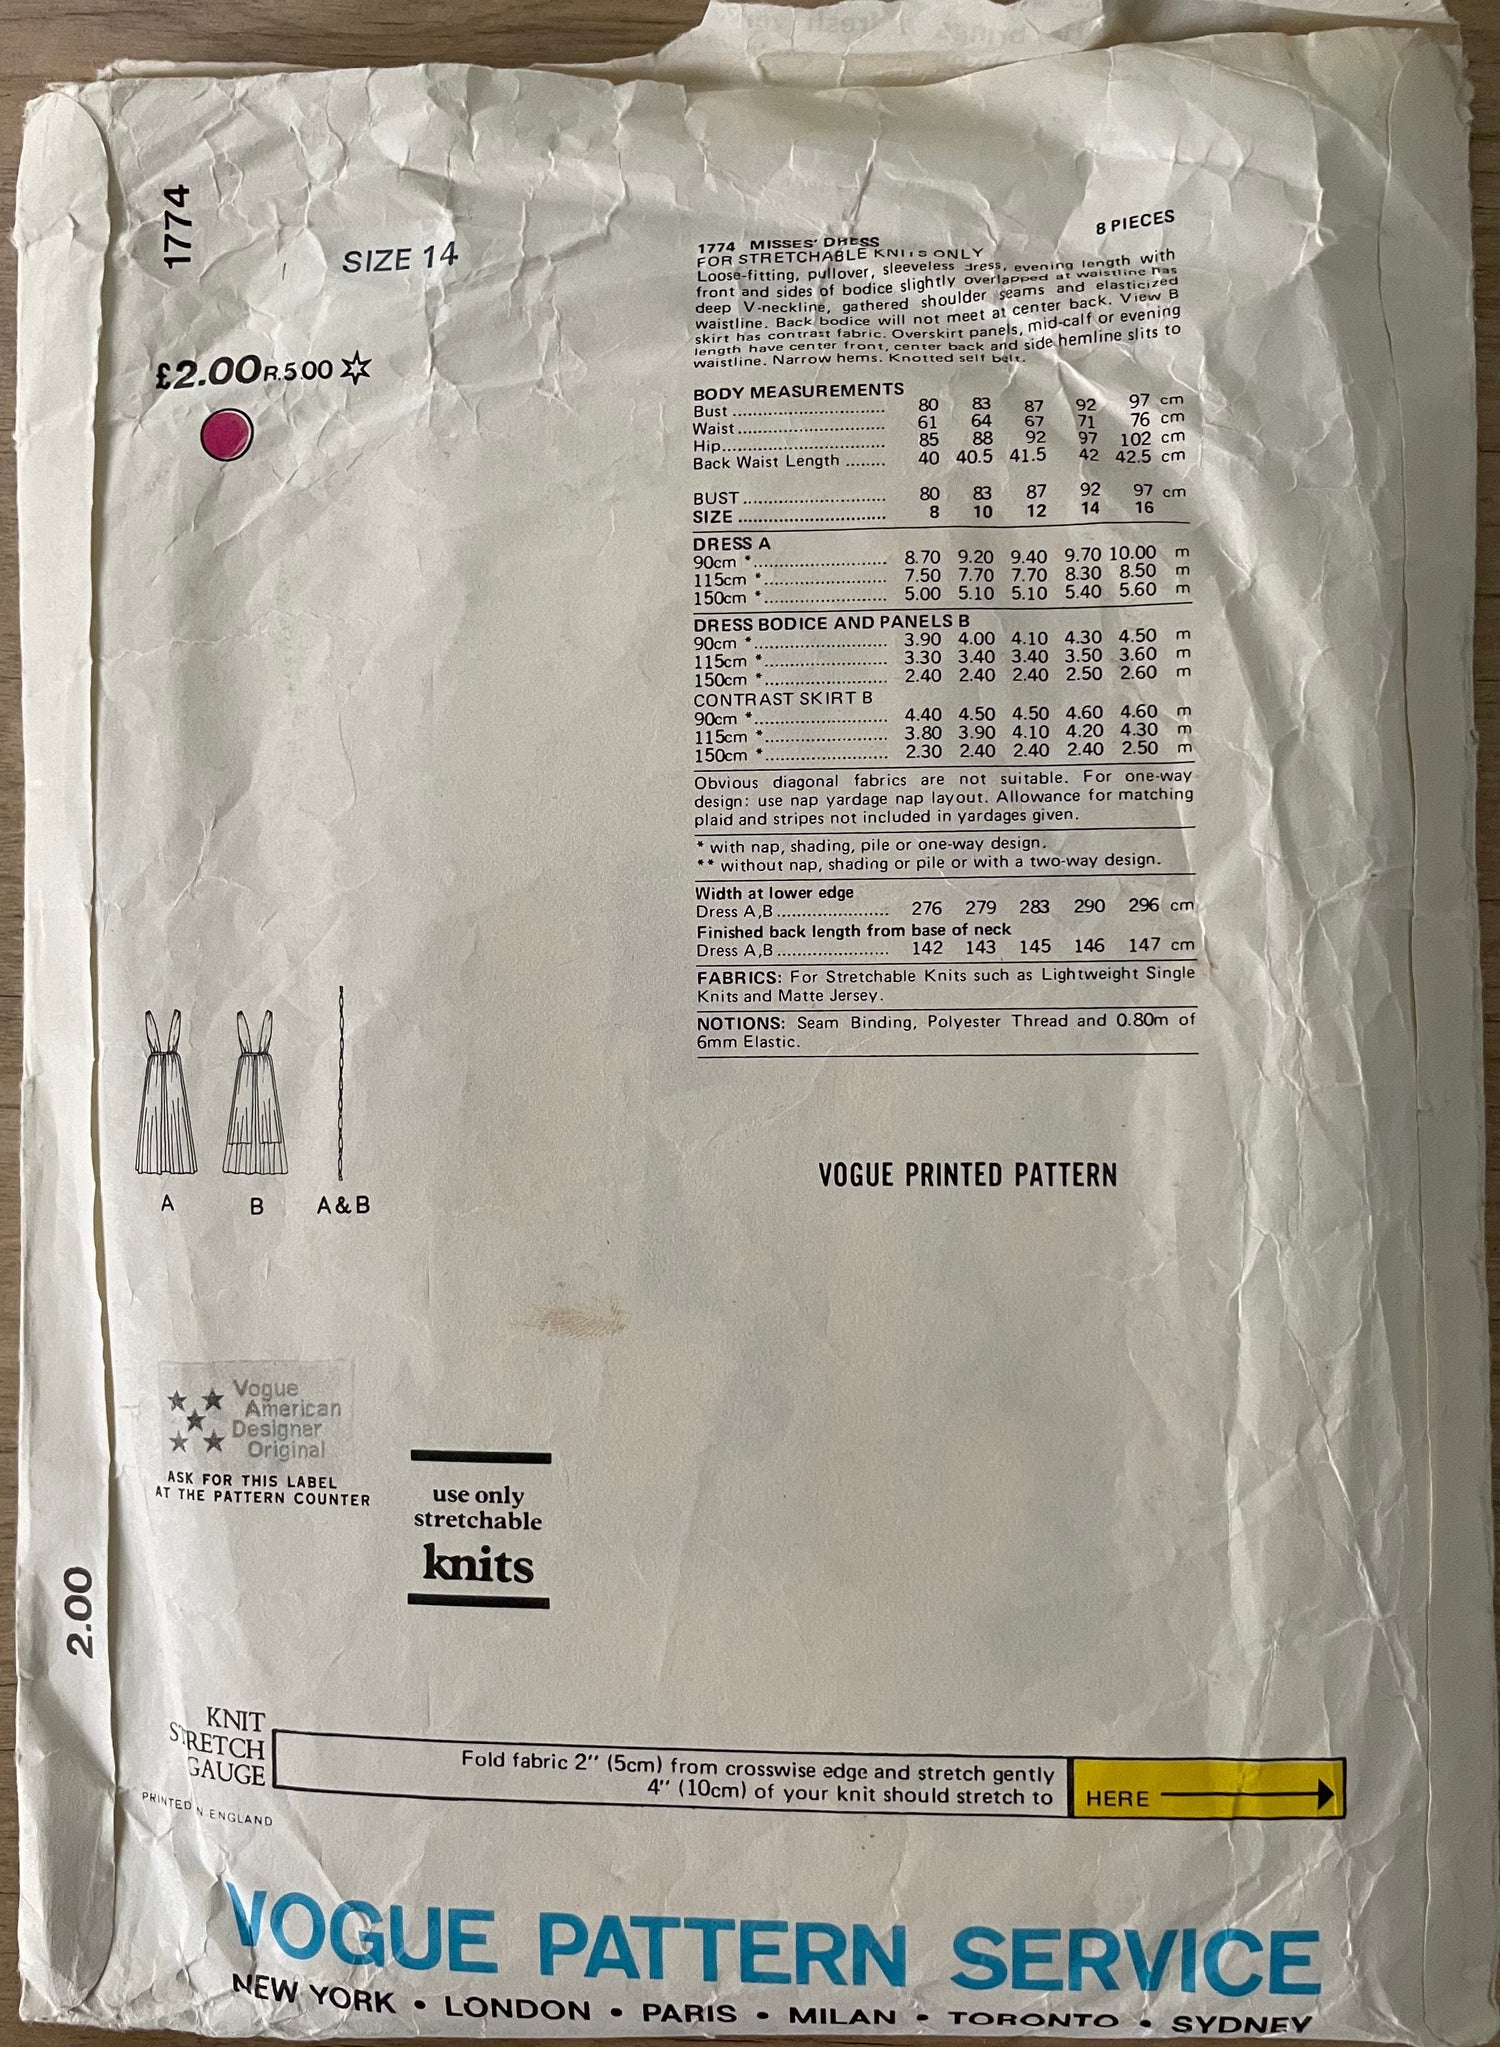 1774
SIZE 14
£2.00 R.5.00
8 PIECES
1774 MISSES' DRESS
FOR STRETCHABLE KNITS ONLY
Loose-fitting, pullover, sleeveless dress, evening length with
front and sides of bodice slightly overlapped at waistline has
deep V-neckline, gathered shoulder seams and elasticized
waistline. Back bodice will not meet at center back. View B
skirt has contrast fabric. Overskirt panels, mid-calf or evening
length have center front, center back and side hemline slits to
waistline. Narrow hems. Knotted self belt.
BODY MEASUREMENTS
Bust 80 83 87 92 97 cm
Waist 61 64 67 71 76 cm
Hip 85 88 92 97 102 cm
Back Waist Length 40 40.5 41.5 42 42.5 cm
BUST 80 83 87 92 97 cm
SIZE 8 10 12 14 16
DRESS A
90cm * 8.70 9.20 9.40 9.70 10.00 m
115cm * 7.50 7.70 7.70 8.30 8.50 m
150cm * 5.00 5.10 5.10 5.40 5.60 m
DRESS BODICE AND PANELS B
90cm * 3.90 4.00 4.10 4.30 4.50 m
115cm * 3.30 3.40 3.40 3.50 3.60 m
150cm * 2.40 2.40 2.40 2.50 2.60 m
CONTRAST SKIRT B
90cm * 4.40 4.50 4.50 4.60 4.60 m
115cm * 3.80 3.90 4.10 4.20 4.30 m
150cm * 2.30 2.40 2.40 2.40 2.50 m
Obvious diagonal fabrics are not suitable. For one-way
design: use nap yardage nap layout. Allowance for matching
plaid and stripes not included in yardages given.
* with nap, shading, pile or one-way design.
** without nap, shading or pile or with a two-way design.
Width at lower edge
Dress A,B 276 279 283 290 296 cm
Finished back length from base of neck
Dress A,B 142 143 145 146 147 cm
FABRICS: For Stretchable Knits such as Lightweight Single
Knits and Matte Jersey.
NOTIONS: Seam Binding, Polyester Thread and 0.80m of
6mm Elastic.
A
B
A & B
VOGUE PRINTED PATTERN
Vogue
American
Designer
Original
ASK FOR THIS LABEL
AT THE PATTERN COUNTER
use only
stretchable
knits
2.00
KNIT
STRETCH
GAUGE
Fold fabric 2" (5cm) from crosswise edge and stretch gently
4" (10cm) of your knit should stretch to
HERE
PRINTED N ENGLAND
VOGUE PATTERN SERVICE
NEW YORK • LONDON • PARIS • MILAN • TORONTO • SYDNEY